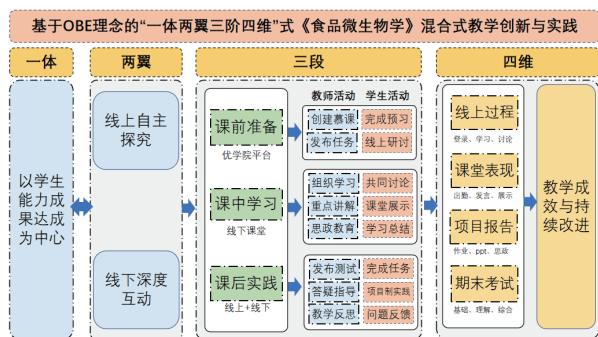 基于OBE理念的“一体两翼三阶四维”式《食品微生物学》混合式教学创新与实践
一体
两翼
三段
四维
以学生
能力成
果达成
为中心
线上自主
探究
线下深度
互动
课前准备
优学院平台
课中学习
线下课堂
课后实践
线上+线下
教师活动 学生活动
创建慕课 完成预习
发布任务 线上研讨
组织学习 共同讨论
重点讲解 课堂展示
思政教育 学习总结
发布测试 完成任务
答疑指导 项目制实践
教学反思 问题反馈
线上过程
登录、学习、讨论
课堂表现
出勤、发言、展示
项目报告
作业、ppt、思政
期末考试
基础、理解、综合
教学成
效与持
续改进